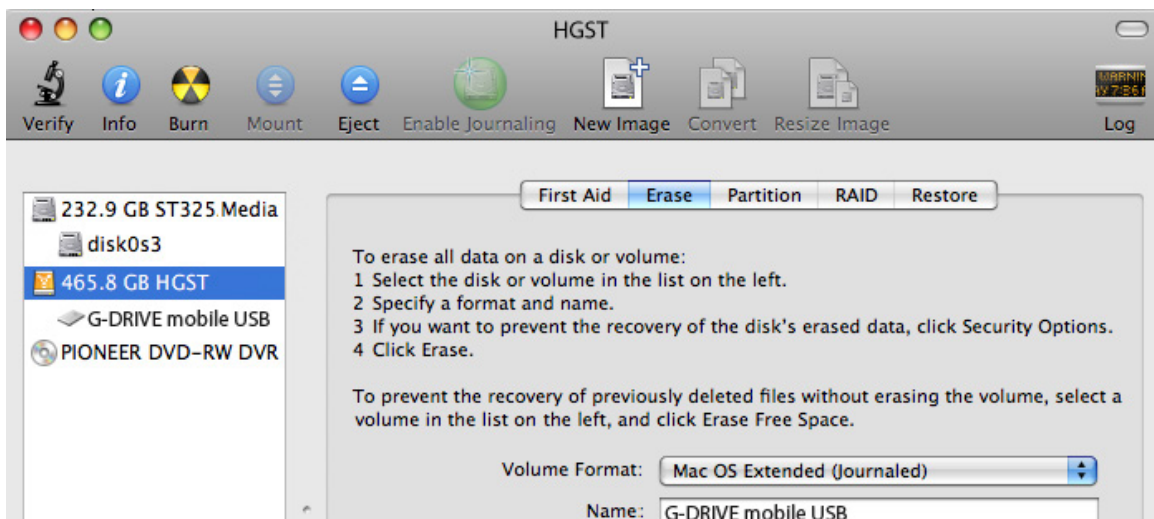 HGST
Verify Info Burn Mount Eject Enable Journaling New Image Convert Resize Image Log
First Aid Erase Partition RAID Restore
232.9 GB ST325 Media
disk0s3
465.8 GB HGST
G-DRIVE mobile USB
PIONEER DVD-RW DVR
To erase all data on a disk or volume:
1 Select the disk or volume in the list on the left.
2 Specify a format and name.
3 If you want to prevent the recovery of the disk's erased data, click Security Options.
4 Click Erase.
To prevent the recovery of previously deleted files without erasing the volume, select a
volume in the list on the left, and click Erase Free Space.
Volume Format: Mac OS Extended (Journaled)
Name: G-DRIVE mobile USB